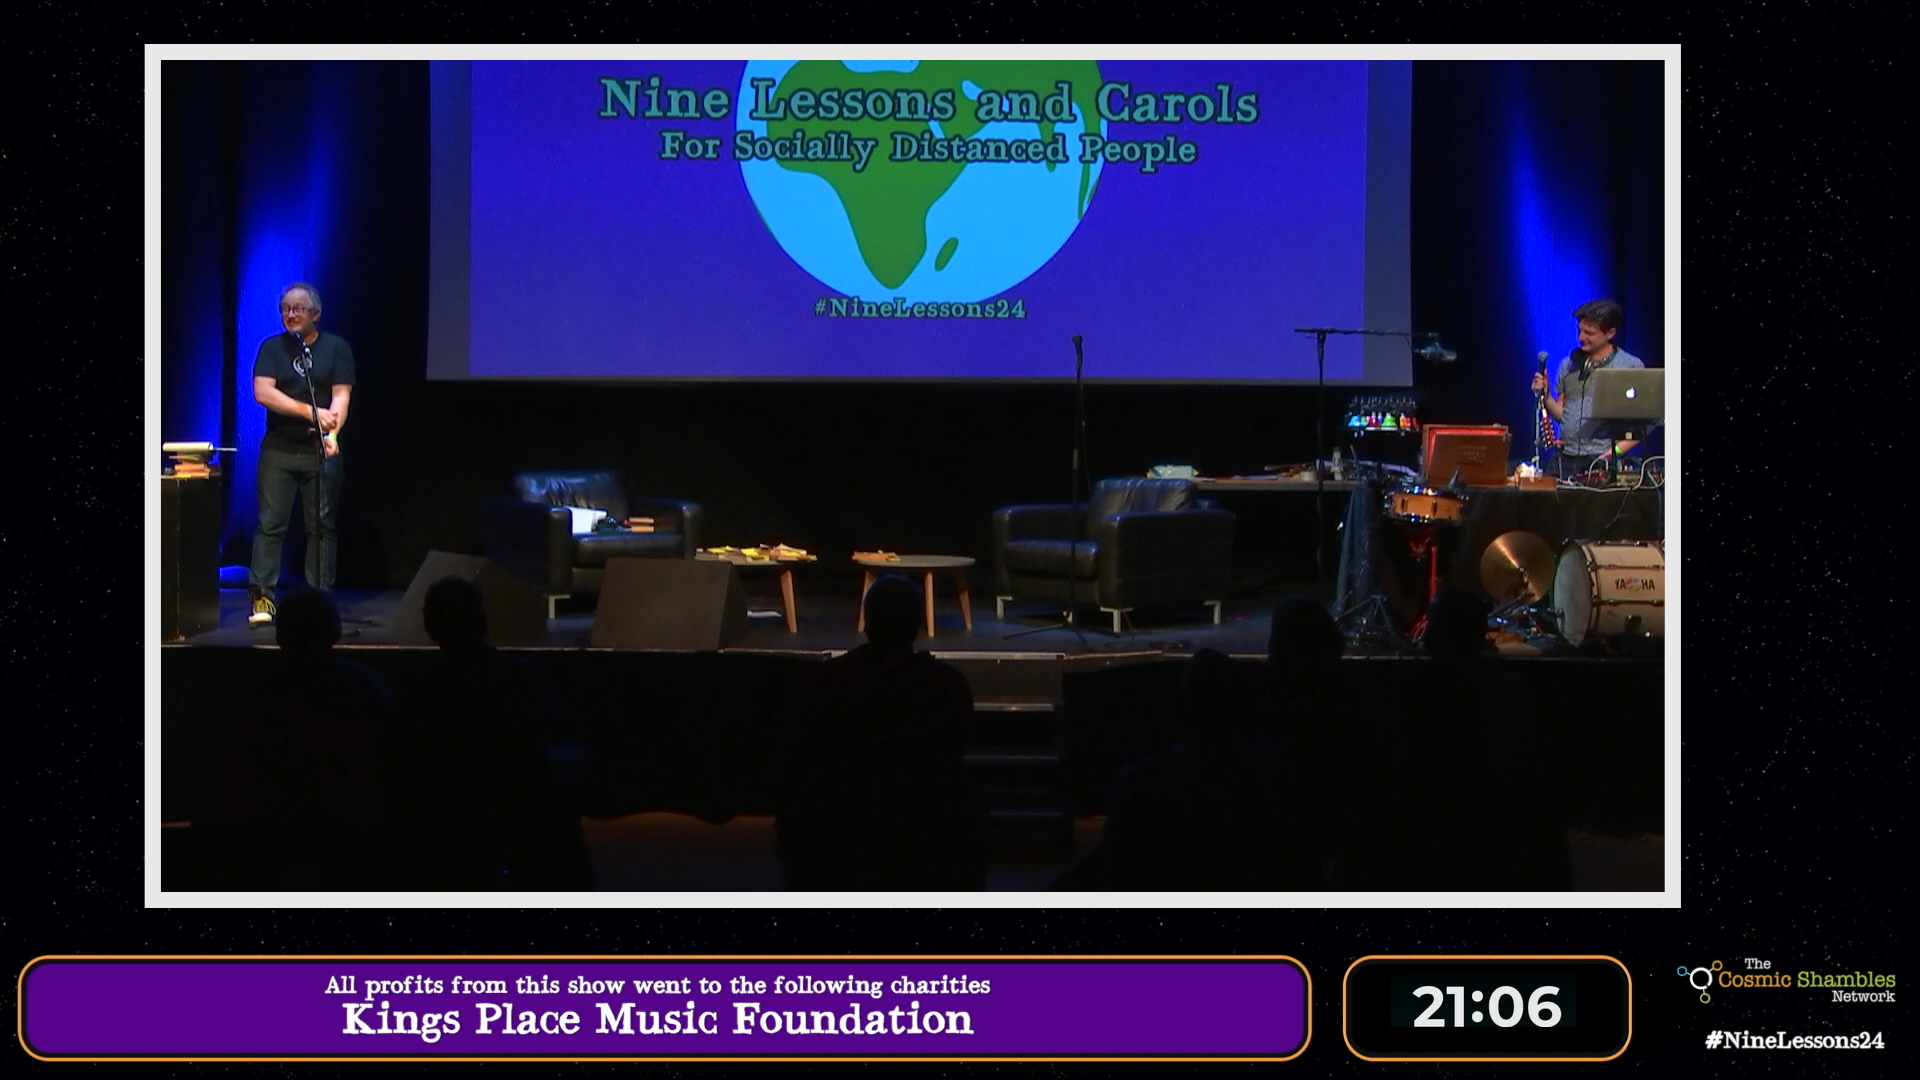 Nine Lessons and Carols
For Socially Distanced People
#NineLessons24
YAMAHA
All profits from this show went to the following charities
Kings Place Music Foundation
21:06
The
Cosmic Shambles
Network
#NineLessons24